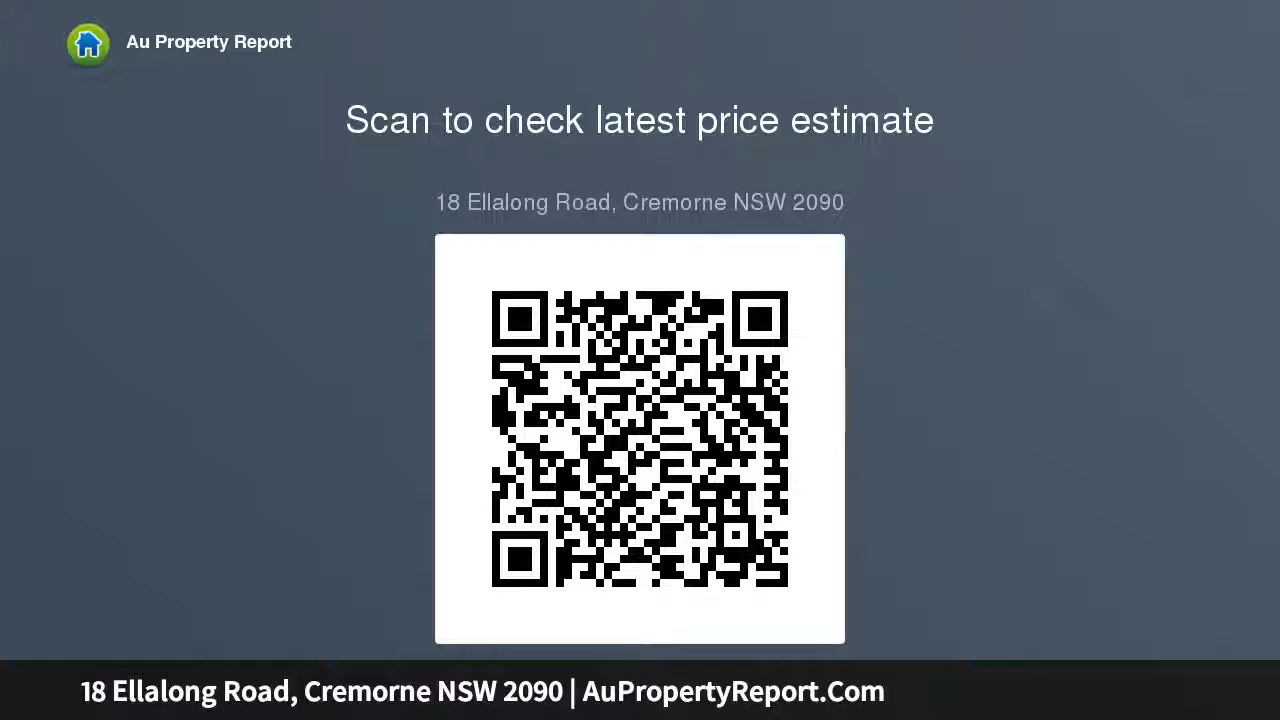 Au Property Report
Scan to check latest price estimate
18 Ellalong Road, Cremorne NSW 2090
18 Ellalong Road, Cremorne NSW 2090 | AuPropertyReport.Com